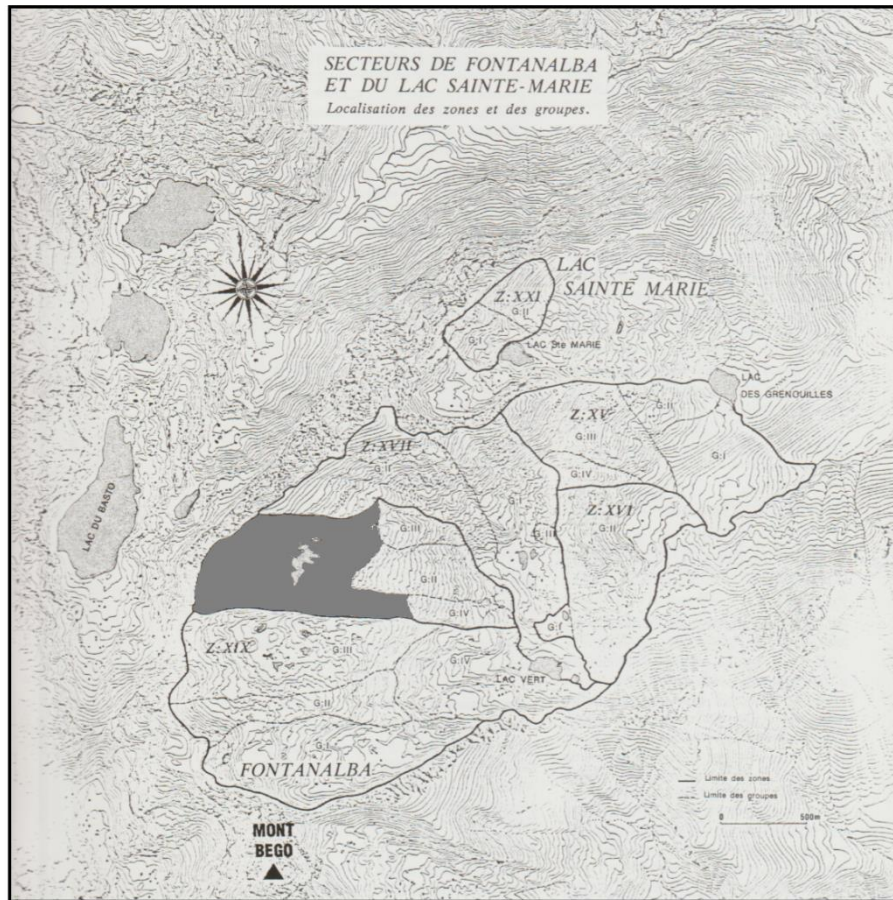 SECTEURS DE FONTANALBA
ET DU LAC SAINTE-MARIE
Localisation des zones et des groupes.
LAC
SAINTE MARIE
Z:XXI
G:II
G:I
LAC Ste MARIE
LAC
DES GRENOUILLES
Z:XV
G:II
G:III
G:I
Z:XVII
G:II
G:IV
G:I
Z:XVI
G:II
LAC DU BASTO
G:III
G:III
G:II
G:IV
G:I
Z:XIX
G:III
G:IV
LAC VERT
G:II
G:I
FONTANALBA
Limite des zones
Limite des groupes
0
500m
MONT
BEGO